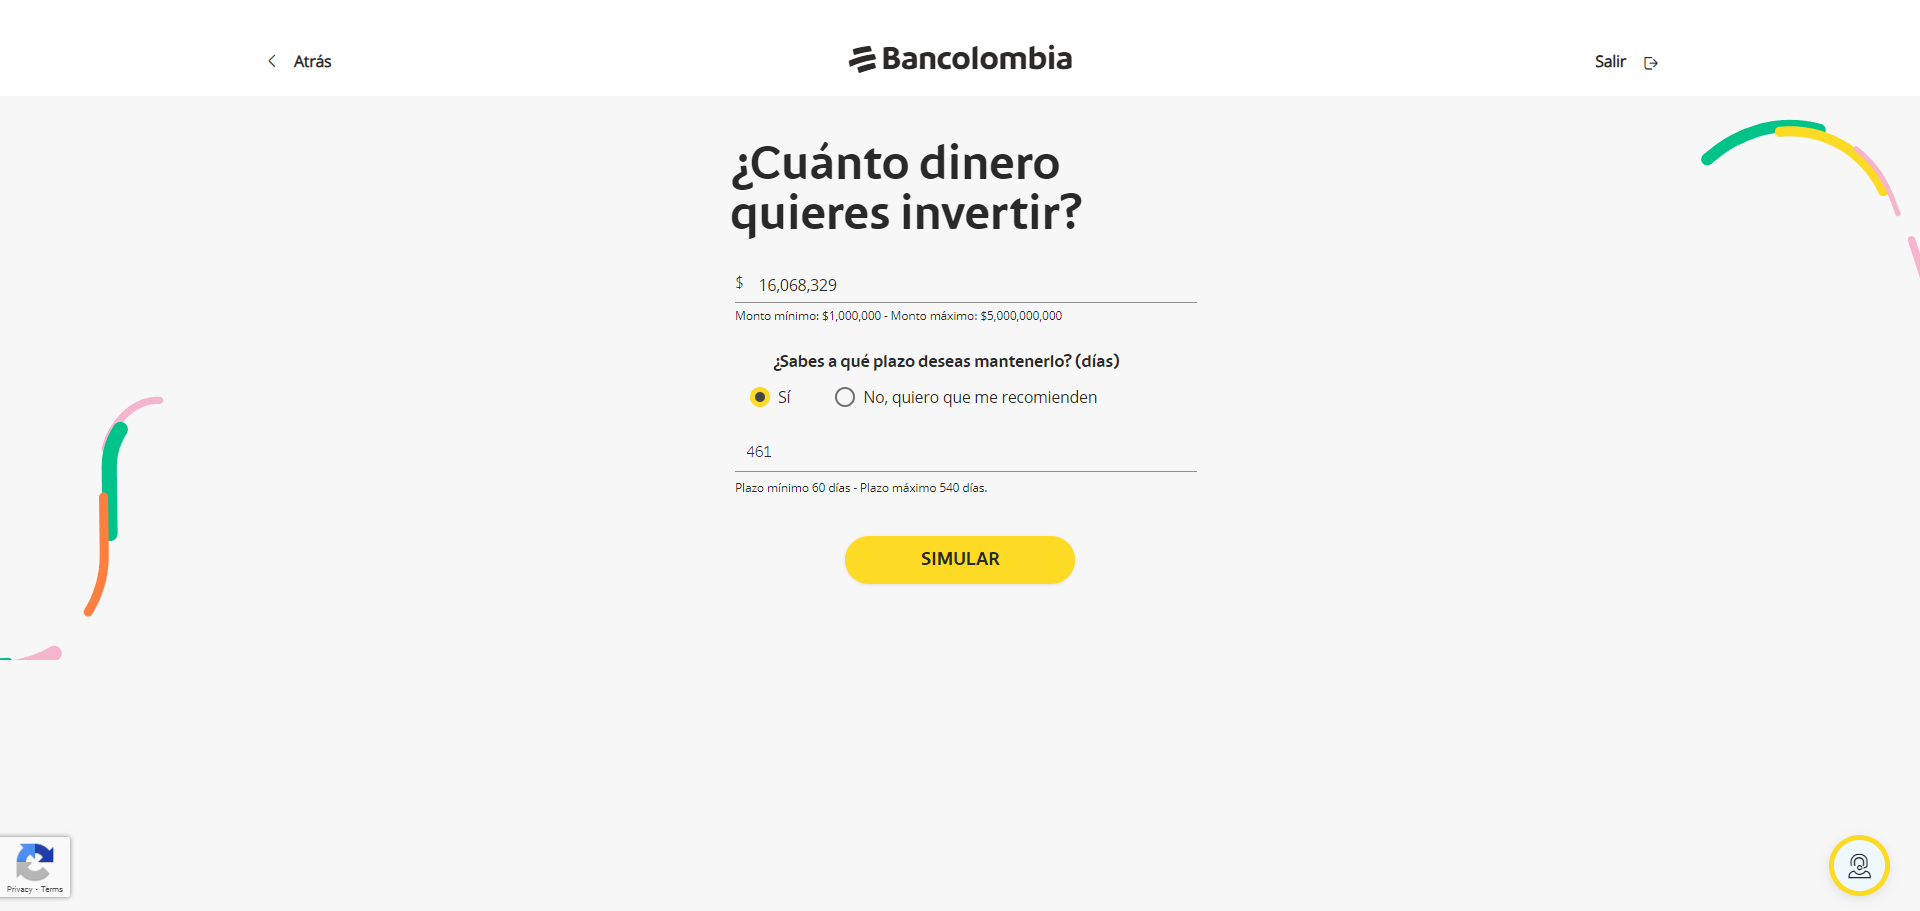 Atrás
Bancolombia
Salir
¿Cuánto dinero
quieres invertir?
$ 16,068,329
Monto mínimo: $1,000,000 - Monto máximo: $5,000,000,000
¿Sabes a qué plazo deseas mantenerlo? (días)
Sí
No, quiero que me recomienden
461
Plazo mínimo 60 días - Plazo máximo 540 días.
SIMULAR
Privacy - Terms